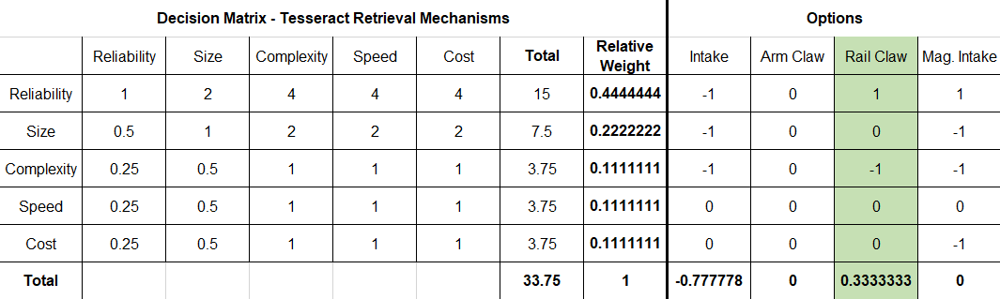 Decision Matrix - Tesseract Retrieval Mechanisms Options
Reliability Size Complexity Speed Cost Total Relative Weight Intake Arm Claw Rail Claw Mag. Intake
Reliability 1 2 4 4 4 15 0.4444444 -1 0 1 1
Size 0.5 1 2 2 2 7.5 0.2222222 -1 0 0 -1
Complexity 0.25 0.5 1 1 1 3.75 0.1111111 -1 0 -1 -1
Speed 0.25 0.5 1 1 1 3.75 0.1111111 0 0 0 0
Cost 0.25 0.5 1 1 1 3.75 0.1111111 0 0 0 -1
Total 33.75 1 -0.777778 0 0.3333333 0